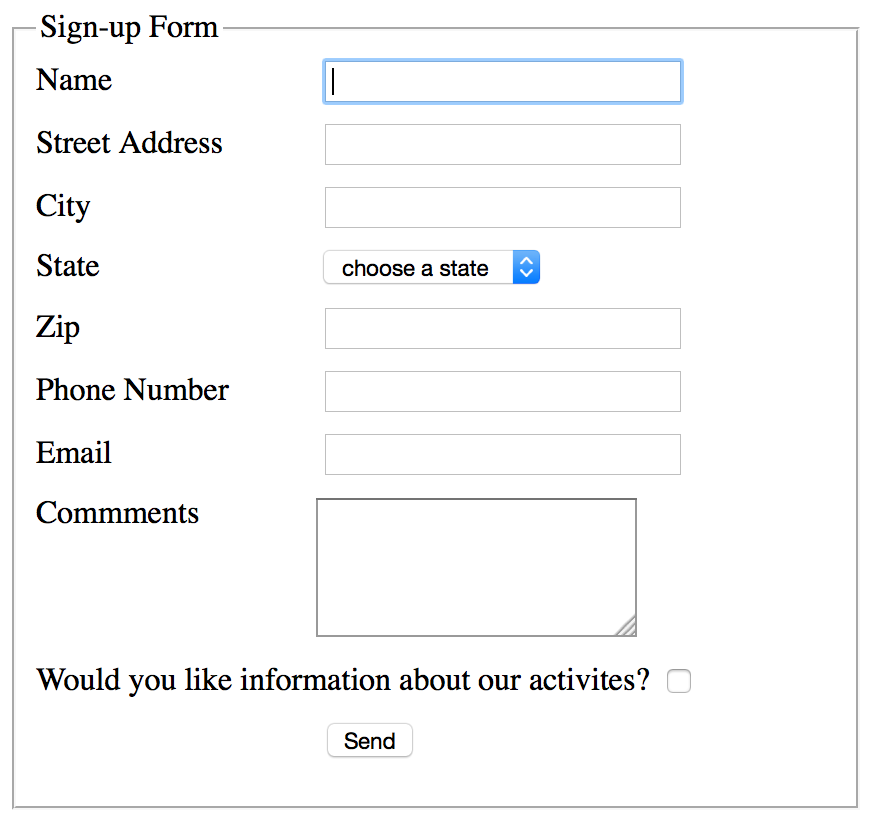 Sign-up Form
Name
Street Address
City
State choose a state
Zip
Phone Number
Email
Commments
Would you like information about our activites?
Send